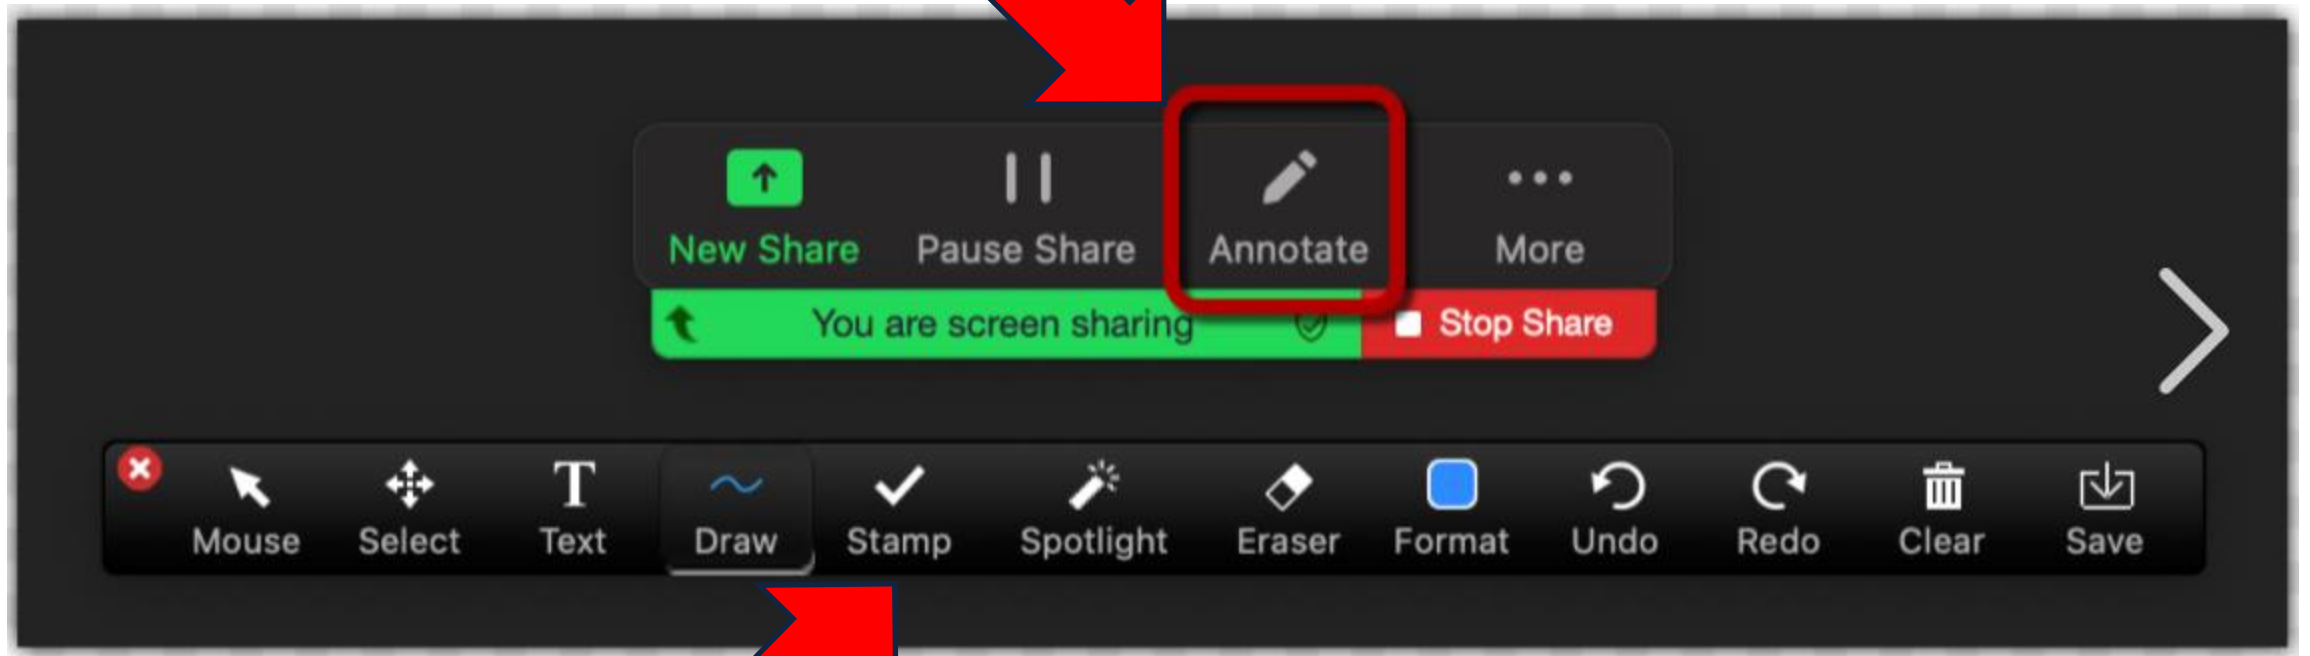 New Share Pause Share Annotate More
You are screen sharing Stop Share
Mouse Select T Text Draw Stamp Spotlight Eraser Format Undo Redo Clear Save